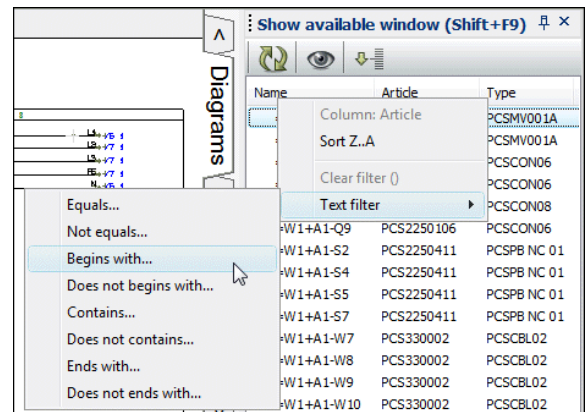 Show available window (Shift+F9)
Diagrams
Name Article Type
Column: Article
Sort Z..A
Clear filter ()
Text filter
PCSMV001A
PCSMV001A
PCSCON06
PCSCON06
PCSCON08
=W1+A1-Q9 PCS2250106 PCSCON06
=W1+A1-S2 PCS2250411 PCSPB NC 01
=W1+A1-S4 PCS2250411 PCSPB NC 01
=W1+A1-S5 PCS2250411 PCSPB NC 01
=W1+A1-S7 PCS2250411 PCSPB NC 01
=W1+A1-W7 PCS330002 PCSCBL02
=W1+A1-W8 PCS330002 PCSCBL02
=W1+A1-W9 PCS330002 PCSCBL02
=W1+A1-W10 PCS330002 PCSCBL02
Equals...
Not equals...
Begins with...
Does not begins with...
Contains...
Does not contains...
Ends with...
Does not ends with...
8